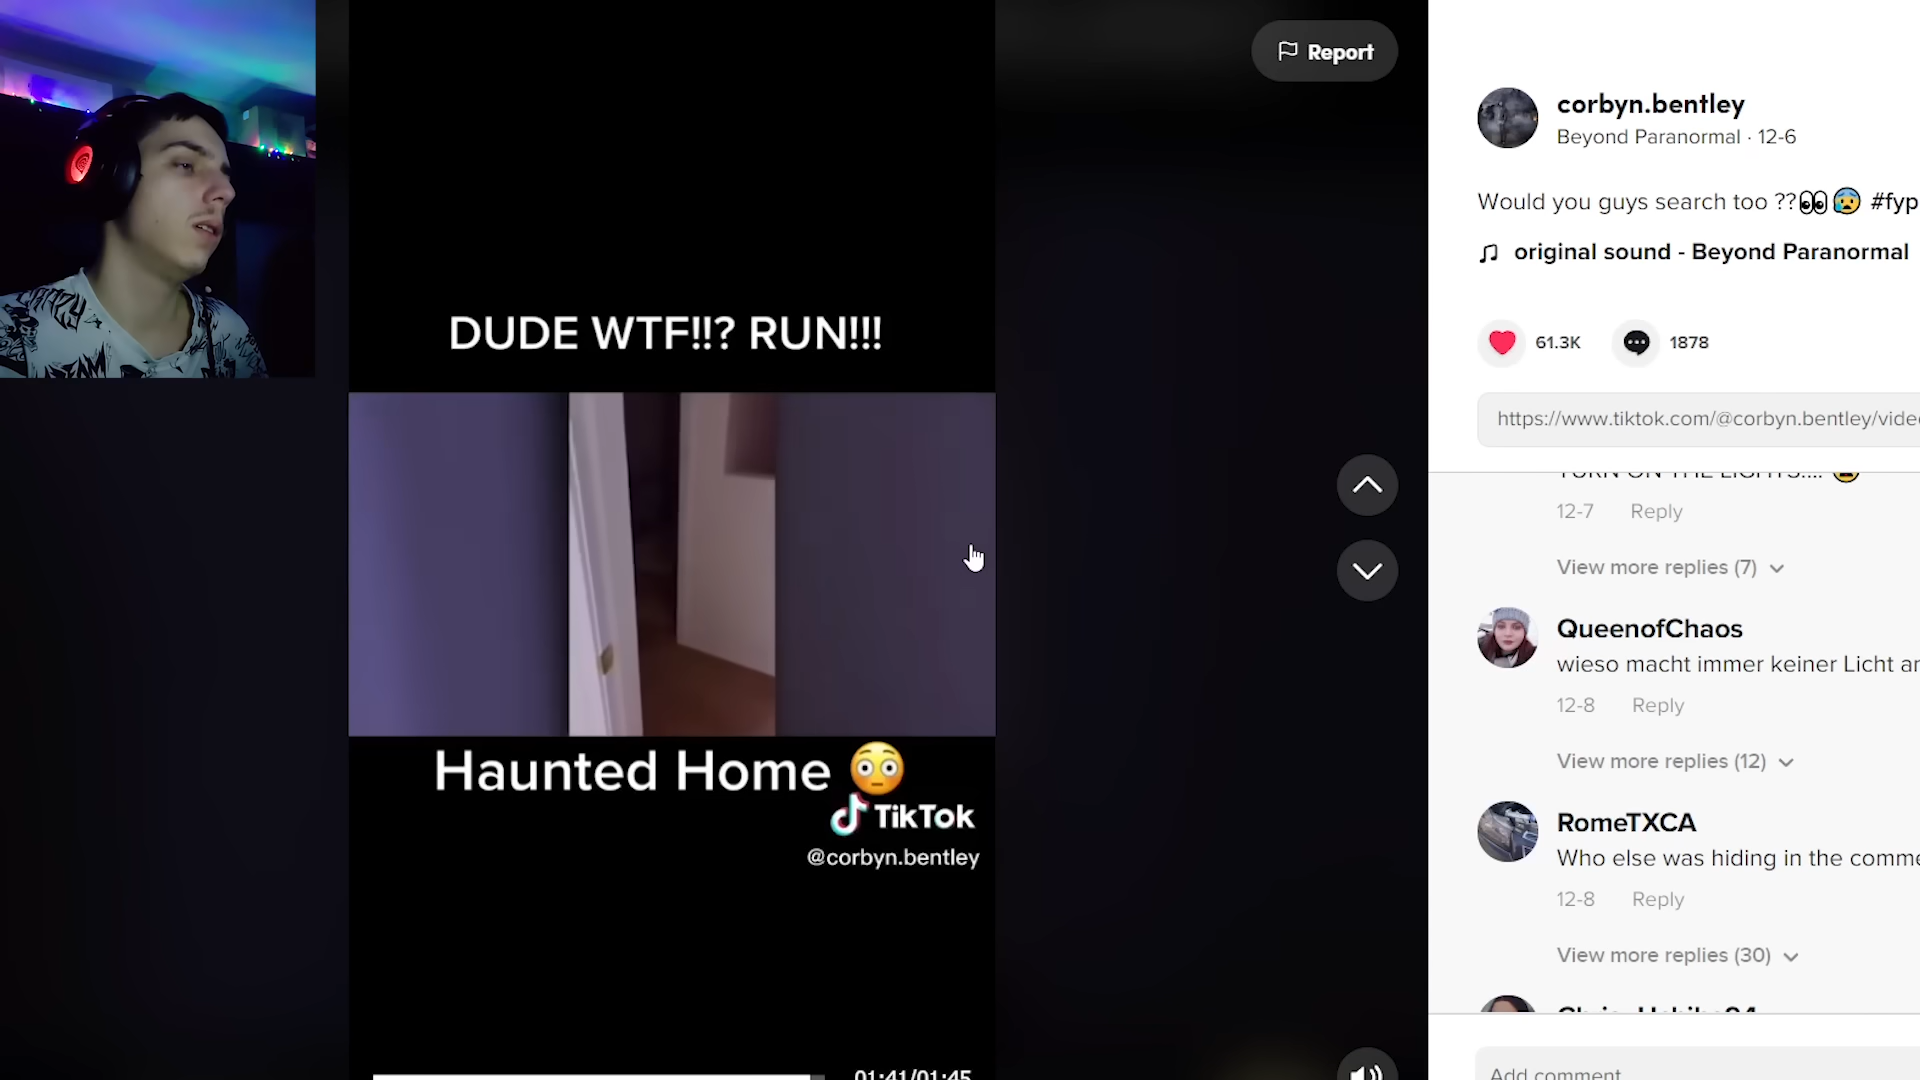 Report
corbyn.bentley
Beyond Paranormal · 12-6
Would you guys search too ??👀😰 #fyp
original sound - Beyond Paranormal
61.3K
1878
https://www.tiktok.com/@corbyn.bentley/vide
DUDE WTF!!? RUN!!!
Haunted Home 😳
TikTok
@corbyn.bentley
01:41/01:45
TURN ON THE LIGHTS....
12-7 Reply
View more replies (7)
QueenofChaos
wieso macht immer keiner Licht an
12-8 Reply
View more replies (12)
RomeTXCA
Who else was hiding in the comme
12-8 Reply
View more replies (30)
Add comment